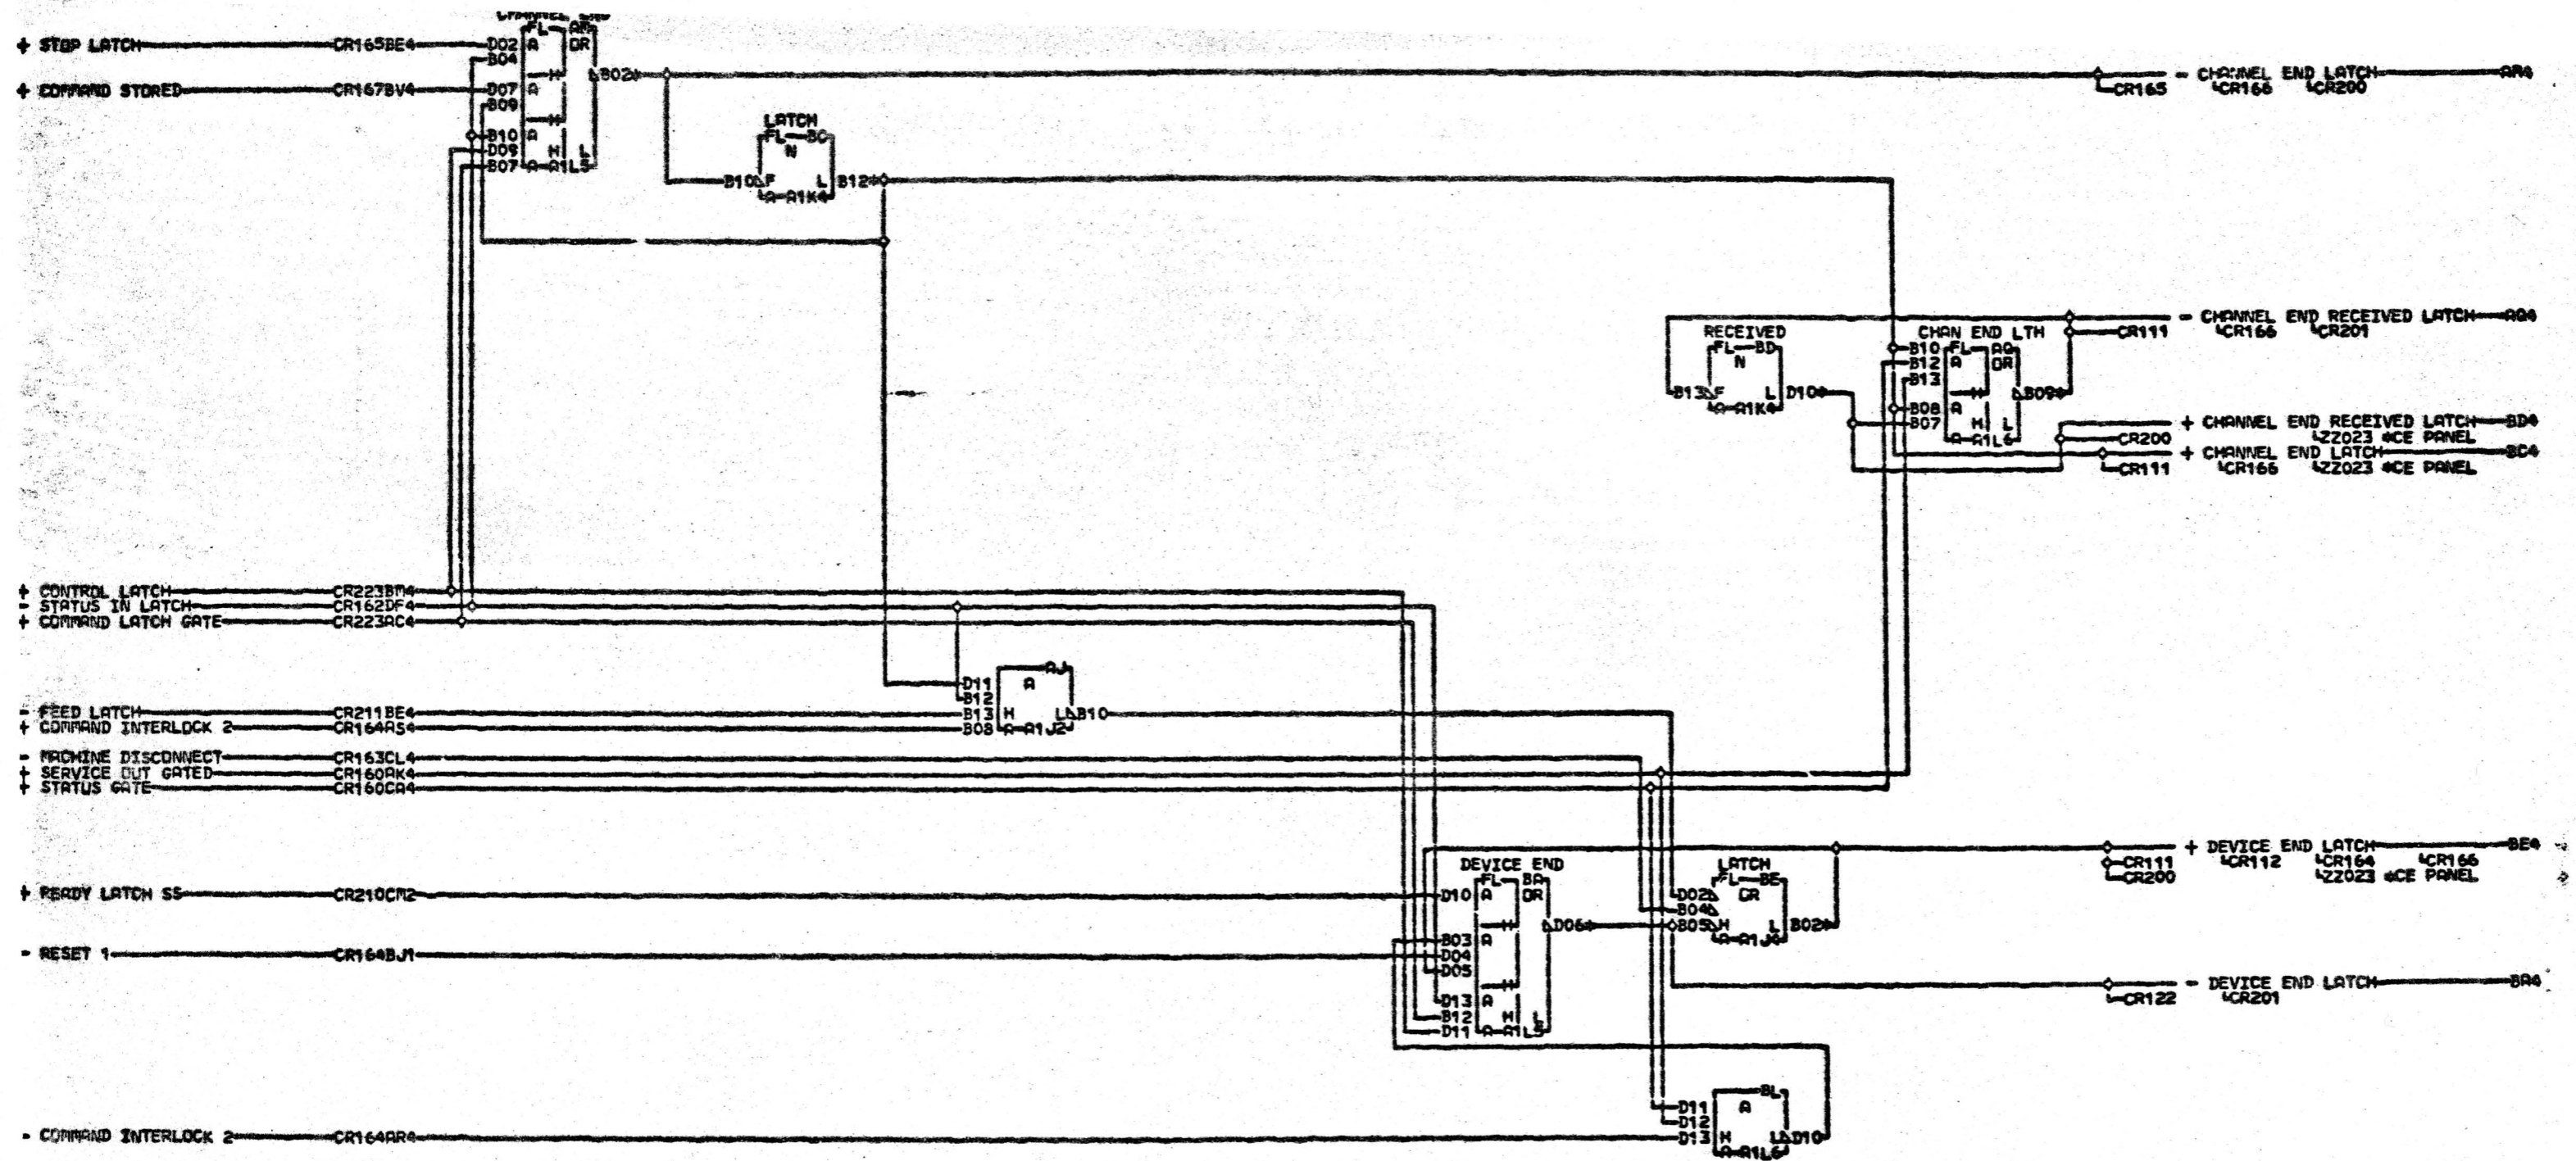 CHANNEL END
FL AM
+ STOP LATCH CR165BE4 D02 A OR
B04
B02 - CHANNEL END LATCH AM4
+ COMMAND STORED CR167BV4 D07 A
CR165 CR166 CR200
B09
LATCH
B10 A FL BC
D09 H L N
B07 A A1L5
B10 F L B12
A A1K4
- CHANNEL END RECEIVED LATCH AQ4
RECEIVED CHAN END LTH CR111 CR166 CR201
FL BD B10 FL AQ
N B12 A OR
B13
B13 F L D10 B09
A A1K4 B08 A
B07 H L + CHANNEL END RECEIVED LATCH BD4
A A1L6 CR200 ZZ023 *CE PANEL
+ CHANNEL END LATCH BC4
CR111 CR166 ZZ023 *CE PANEL
+ CONTROL LATCH CR223BM4
- STATUS IN LATCH CR162DF4
+ COMMAND LATCH GATE CR223AC4
AJ
D11 A
B12
- FEED LATCH CR211BE4 B13 H L B10
+ COMMAND INTERLOCK 2 CR164AS4 B08 A A1J2
- MACHINE DISCONNECT CR163CL4
+ SERVICE OUT GATED CR160AK4
+ STATUS GATE CR160CA4
+ DEVICE END LATCH BE4
DEVICE END LATCH CR111 CR112 CR164 CR166
FL BA FL BE CR200 ZZ023 *CE PANEL
+ READY LATCH SS CR210CM2 D10 A OR D02 OR
B04
D06 B05 H L B02
B03 A A A1J4
- RESET 1 CR164BJ1 D04
D05
- DEVICE END LATCH BA4
D13 A CR122 CR201
B12 H L
D11 A A1L5
BL
D11 A
D12
- COMMAND INTERLOCK 2 CR164AR4 D13 H L D10
A A1L6